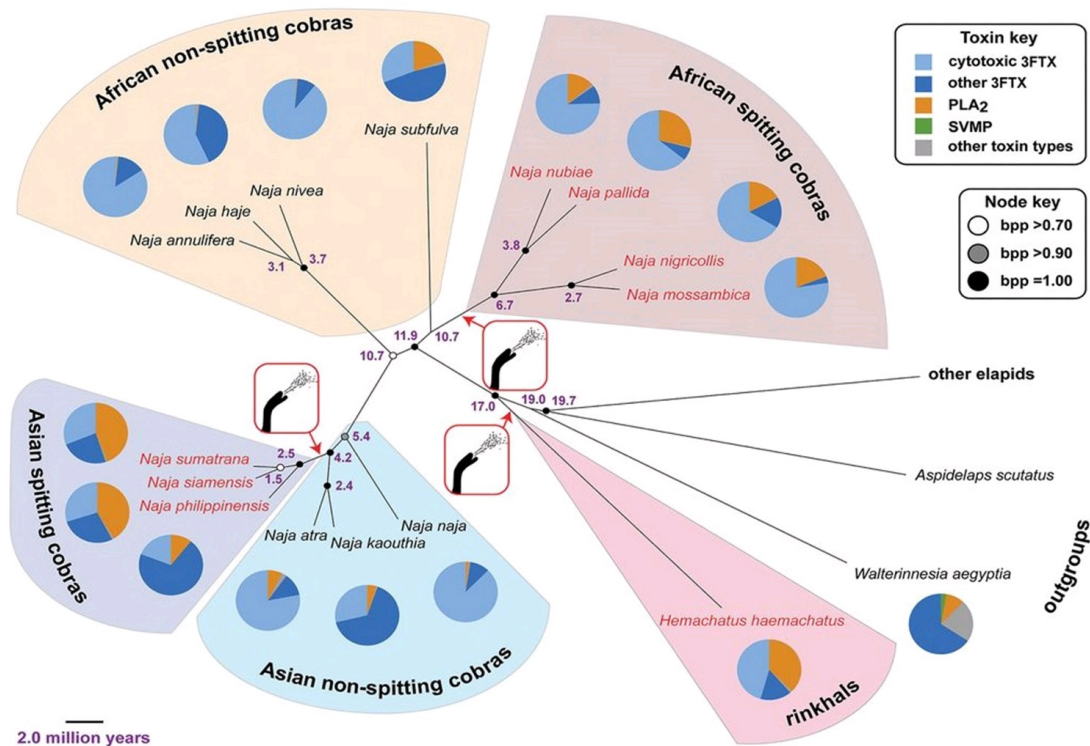 African non-spitting cobras
Naja subfulva
Naja nivea
Naja haje
Naja annulifera
3.1
3.7
African spitting cobras
Naja nubiae
Naja pallida
3.8
Naja nigricollis
Naja mossambica
6.7
2.7
Toxin key
cytotoxic 3FTX
other 3FTX
PLA2
SVMP
other toxin types
Node key
bpp >0.70
bpp >0.90
bpp =1.00
10.7
11.9
10.7
17.0
19.0
19.7
other elapids
Aspidelaps scutatus
Walterinnesia aegyptia
outgroups
Hemachatus haemachatus
rinkhals
Asian spitting cobras
Naja sumatrana
Naja siamensis
Naja philippinensis
2.5
1.5
5.4
4.2
2.4
Naja atra
Naja kaouthia
Naja naja
Asian non-spitting cobras
2.0 million years